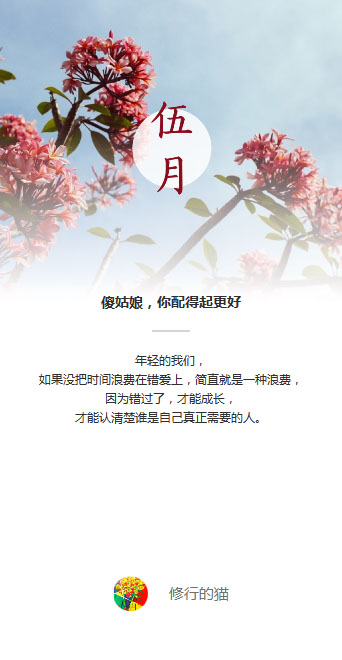 伍
月
傻姑娘，你配得起更好
年轻的我们，
如果没把时间浪费在错爱上，简直就是一种浪费，
因为错过了，才能成长，
才能认清楚谁是自己真正需要的人。
修行的猫